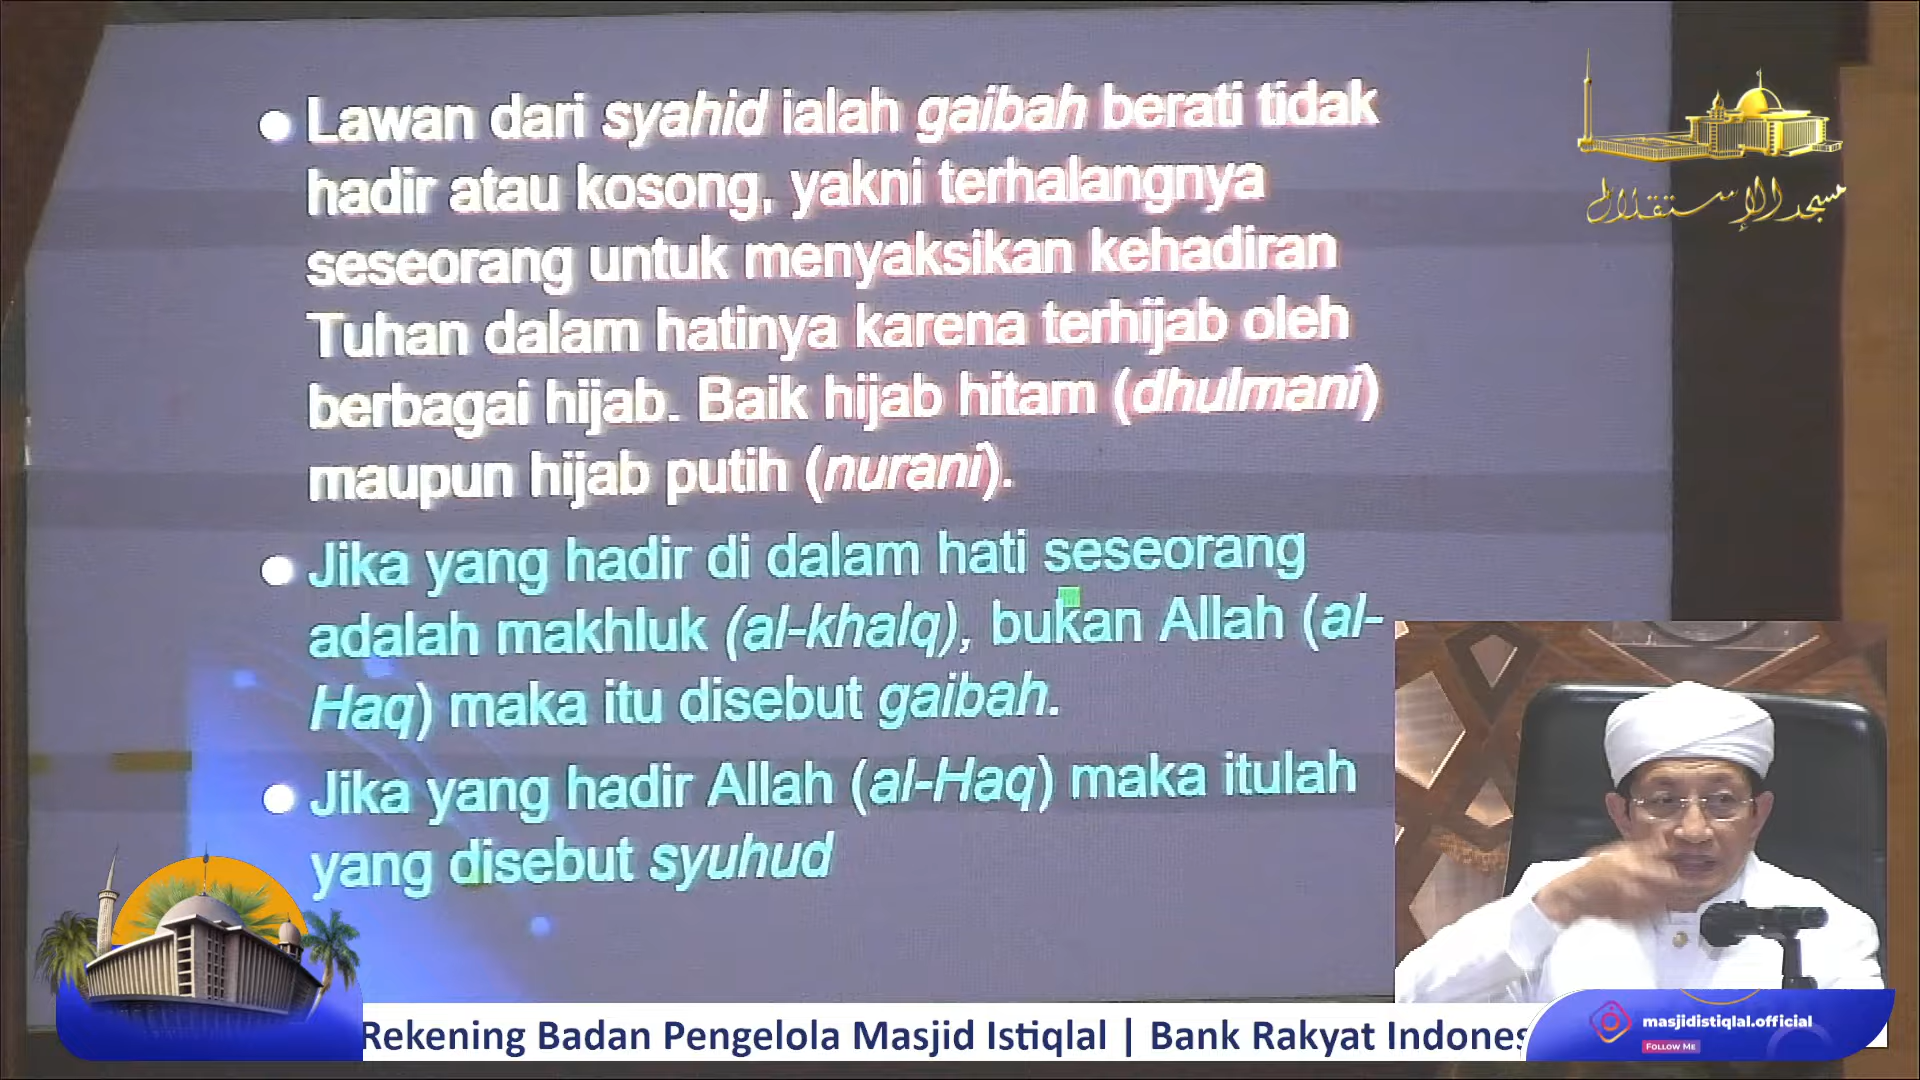 Lawan dari syahid ialah gaibah berati tidak
hadir atau kosong, yakni terhalangnya
seseorang untuk menyaksikan kehadiran
Tuhan dalam hatinya karena terhijab oleh
berbagai hijab. Baik hijab hitam (dhulmani)
maupun hijab putih (nurani).
Jika yang hadir di dalam hati seseorang
adalah makhluk (al-khalq), bukan Allah (al-
Haq) maka itu disebut gaibah.
Jika yang hadir Allah (al-Haq) maka itulah
yang disebut syuhud
مسجد الإستقلال
Rekening Badan Pengelola Masjid Istiqlal | Bank Rakyat Indones
masjidistiqlal.official
FOLLOW ME